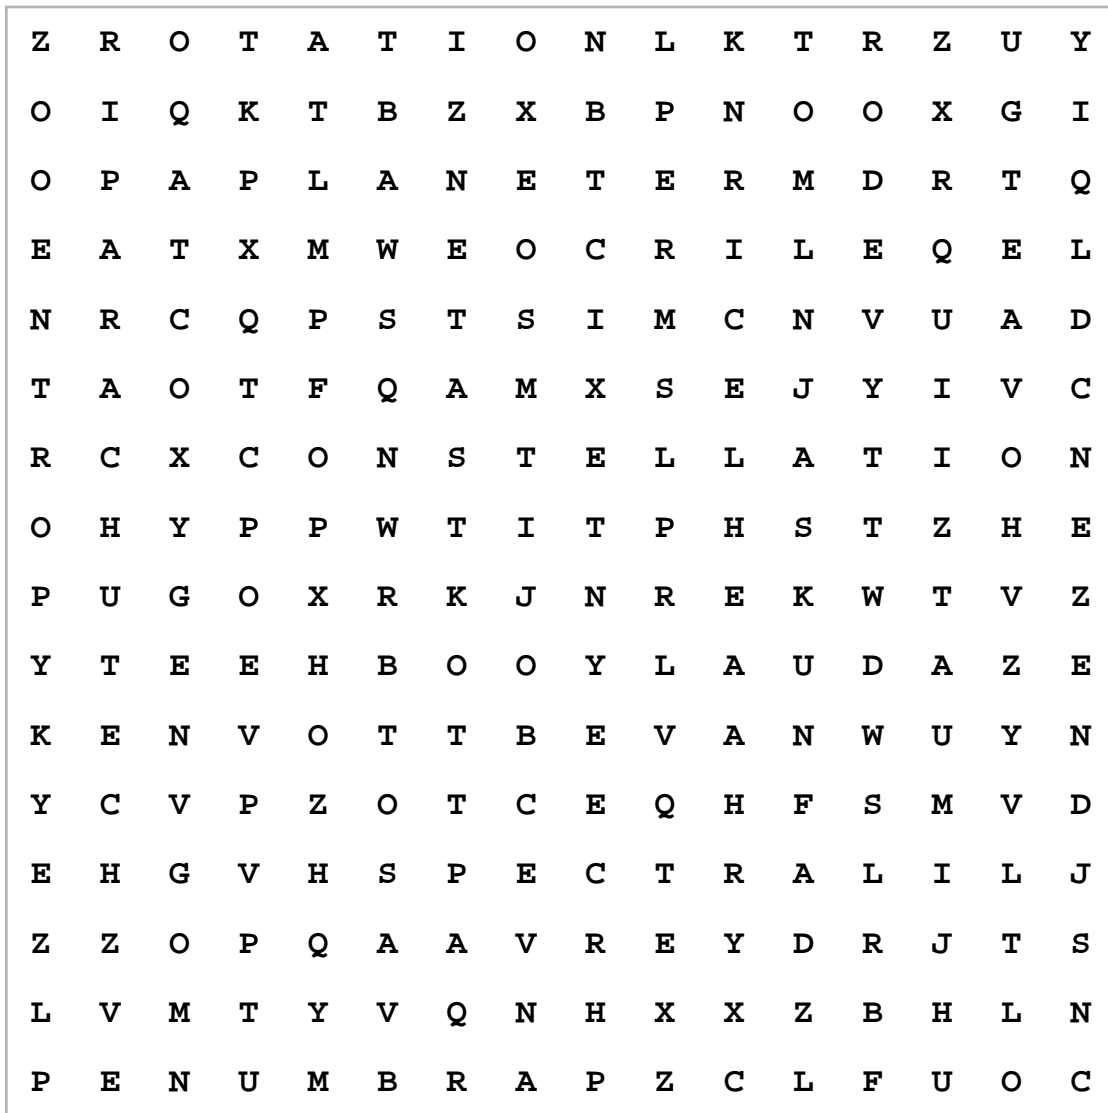 Z R O T A T I O N L K T R Z U Y
O I Q K T B Z X B P N O O X G I
O P A P L A N E T E R M D R T Q
E A T X M W E O C R I L E Q E L
N R C Q P S T S I M C N V U A D
T A O T F Q A M X S E J Y I V C
R C X C O N S T E L L A T I O N
O H Y P P W T I T P H S T Z H E
P U G O X R K J N R E K W T V Z
Y T E E H B O O Y L A U D A Z E
K E N V O T T B E V A N W U Y N
Y C V P Z O T C E Q H F S M V D
E H G V H S P E C T R A L I L J
Z Z O P Q A A V R E Y D R J T S
L V M T Y V Q N H X X Z B H L N
P E N U M B R A P Z C L F U O C